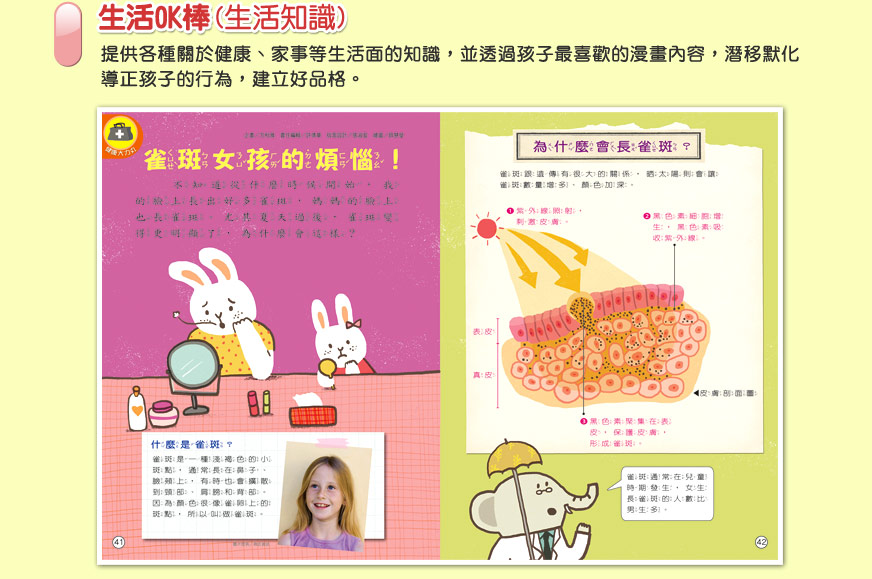 生活OK棒(生活知識)
提供各種關於健康、家事等生活面的知識，並透過孩子最喜歡的漫畫內容，潛移默化
導正孩子的行為，建立好品格。
健康大力丸
雀斑女孩的煩惱！
不知道從什麼時候開始，我
的臉上長出好多雀斑，媽媽的臉上
也長雀斑，尤其夏天過後，雀斑變
得更明顯了，為什麼會這樣？
什麼是雀斑？
雀斑是一種淺褐色的小
斑點，通常長在鼻子、
臉頰上，有時也會擴散
到頸部、肩膀和背部。
因為顏色很像雀卵上的
斑點，所以叫做雀斑。
41
為什麼會長雀斑？
雀斑跟遺傳有很大的關係，晒太陽則會讓
雀斑數量增多、顏色加深。
❶紫外線照射，
刺激皮膚。
❷黑色素細胞增
生，黑色素吸
收紫外線。
表皮
真皮
◀皮膚剖面圖
❸黑色素聚集在表
皮，保護皮膚，
形成雀斑。
雀斑通常在兒童
時期發生，女生
長雀斑的人數比
男生多。
42